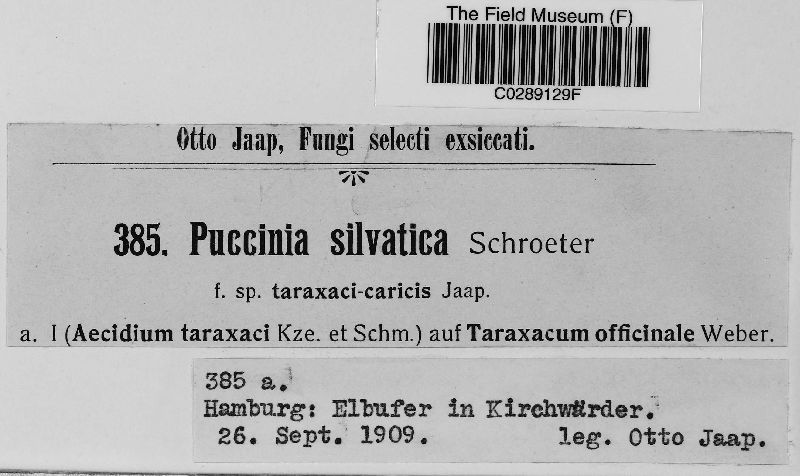 The Field Museum (F)
C0289129F
Otto Jaap, Fungi selecti exsiccati.
385. Puccinia silvatica Schroeter
f. sp. taraxaci-caricis Jaap.
a. I (Aecidium taraxaci Kze. et Schm.) auf Taraxacum officinale Weber.
385 a.
Hamburg: Elbufer in Kirchwärder.
26. Sept. 1909. leg. Otto Jaap.